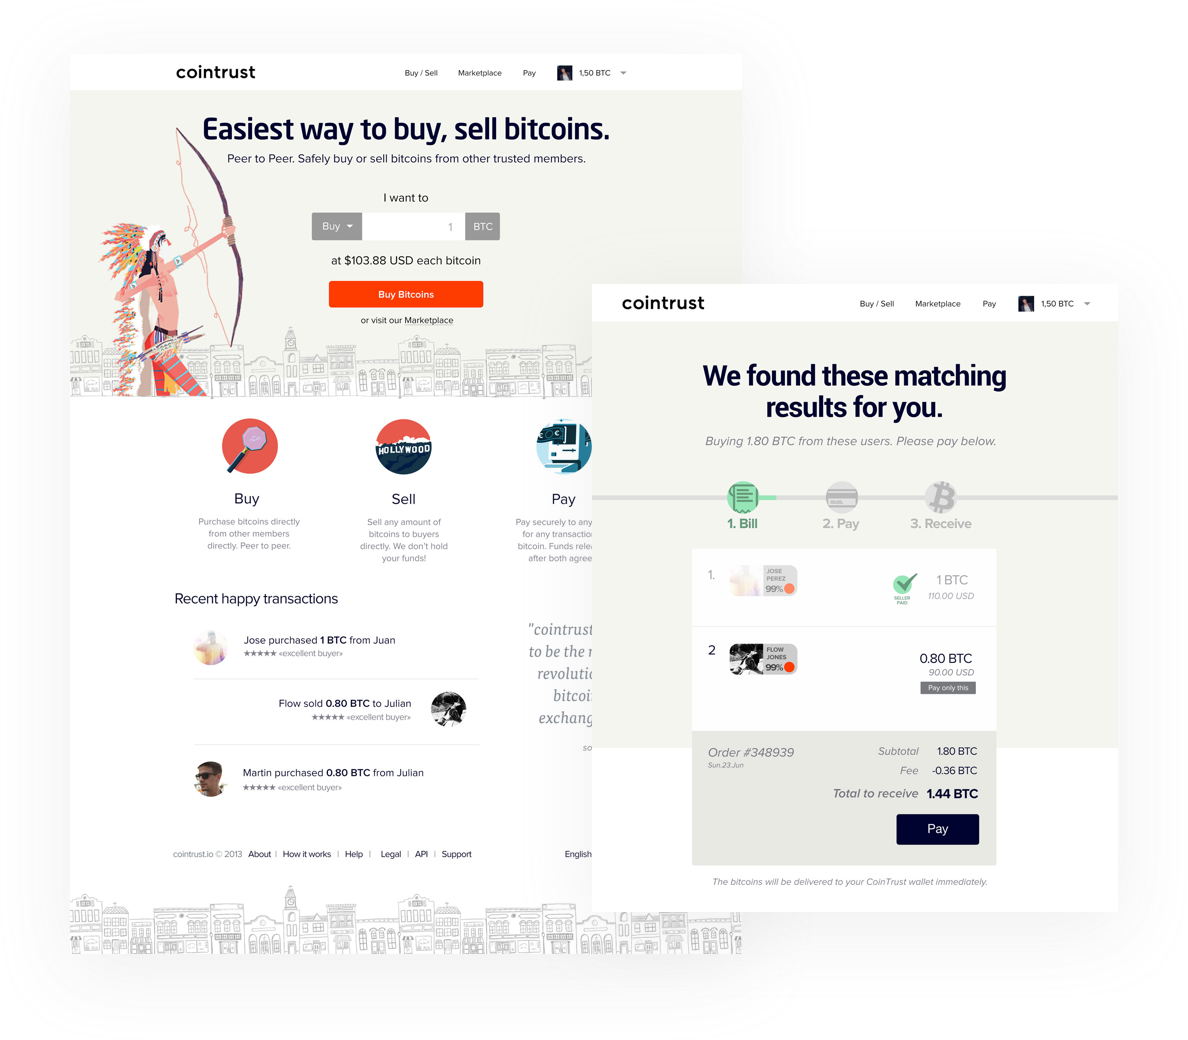 cointrust
Buy / Sell
Marketplace
Pay
1,50 BTC
Easiest way to buy, sell bitcoins.
Peer to Peer. Safely buy or sell bitcoins from other trusted members.
I want to
Buy
1
BTC
at $103.88 USD each bitcoin
Buy Bitcoins
or visit our Marketplace
HOLLYWOOD
Buy
Sell
Pay
Purchase bitcoins directly
from other members
directly. Peer to peer.
Sell any amount of
bitcoins to buyers
directly. We don't hold
your funds!
Pay securely to any
for any transaction
bitcoin. Funds relea
after both agree
Recent happy transactions
Jose purchased 1 BTC from Juan
★★★★★ «excellent buyer»
Flow sold 0.80 BTC to Julian
★★★★★ «excellent buyer»
Martin purchased 0.80 BTC from Julian
★★★★★ «excellent buyer»
"cointrust
to be the
revolutio
bitcoi
exchang
so
cointrust.io © 2013 About | How it works | Help | Legal | API | Support
English
cointrust
Buy / Sell
Marketplace
Pay
1,50 BTC
We found these matching
results for you.
Buying 1.80 BTC from these users. Please pay below.
1. Bill
2. Pay
3. Receive
1.
JOSE
PEREZ
99%
SELLER
PAID
1 BTC
110.00 USD
2
FLOW
JONES
99%
0.80 BTC
90.00 USD
Pay only this
Order #348939
Sun.23.Jun
Subtotal 1.80 BTC
Fee -0.36 BTC
Total to receive 1.44 BTC
Pay
The bitcoins will be delivered to your CoinTrust wallet immediately.